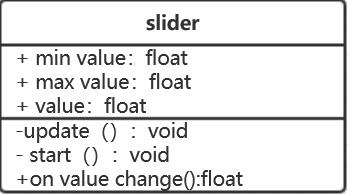 slider
+ min value: float
+ max value: float
+ value: float
-update () : void
- start () : void
+on value change():float